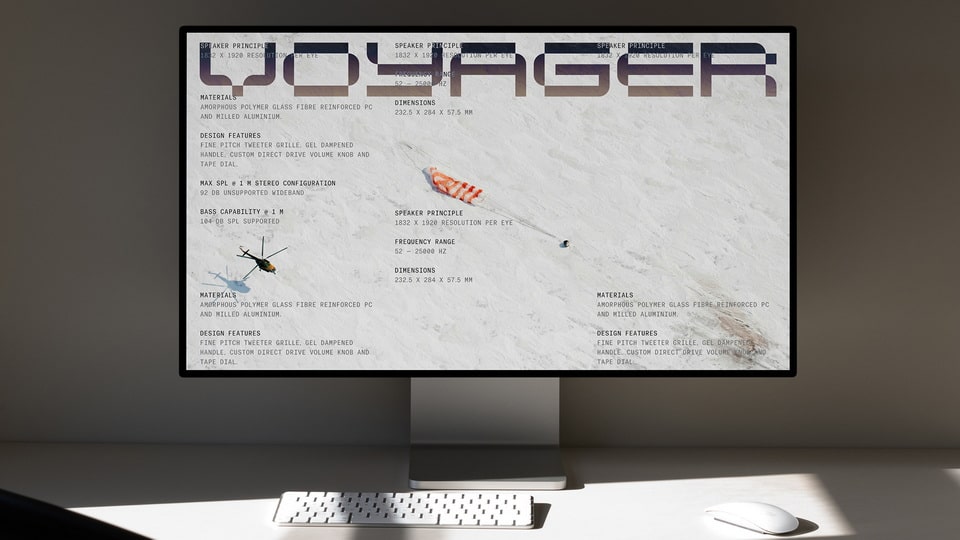 VOYAGER
SPEAKER PRINCIPLE
1832 X 1920 RESOLUTION PER EYE
MATERIALS
AMORPHOUS POLYMER GLASS FIBRE REINFORCED PC
AND MILLED ALUMINIUM.
DESIGN FEATURES
FINE PITCH TWEETER GRILLE. GEL DAMPENED
HANDLE. CUSTOM DIRECT DRIVE VOLUME KNOB AND
TAPE DIAL.
MAX SPL @ 1 M STEREO CONFIGURATION
92 DB UNSUPPORTED WIDEBAND
BASS CAPABILITY @ 1 M
104 DB SPL SUPPORTED
MATERIALS
AMORPHOUS POLYMER GLASS FIBRE REINFORCED PC
AND MILLED ALUMINIUM.
DESIGN FEATURES
FINE PITCH TWEETER GRILLE. GEL DAMPENED
HANDLE. CUSTOM DIRECT DRIVE VOLUME KNOB AND
TAPE DIAL.
SPEAKER PRINCIPLE
1832 X 1920 RESOLUTION PER EYE
FREQUENCY RANGE
52 — 25000 HZ
DIMENSIONS
232.5 X 284 X 57.5 MM
SPEAKER PRINCIPLE
1832 X 1920 RESOLUTION PER EYE
FREQUENCY RANGE
52 — 25000 HZ
DIMENSIONS
232.5 X 284 X 57.5 MM
SPEAKER PRINCIPLE
1832 X 1920 RESOLUTION PER EYE
MATERIALS
AMORPHOUS POLYMER GLASS FIBRE REINFORCED PC
AND MILLED ALUMINIUM.
DESIGN FEATURES
FINE PITCH TWEETER GRILLE. GEL DAMPENED
HANDLE. CUSTOM DIRECT DRIVE VOLUME KNOB AND
TAPE DIAL.